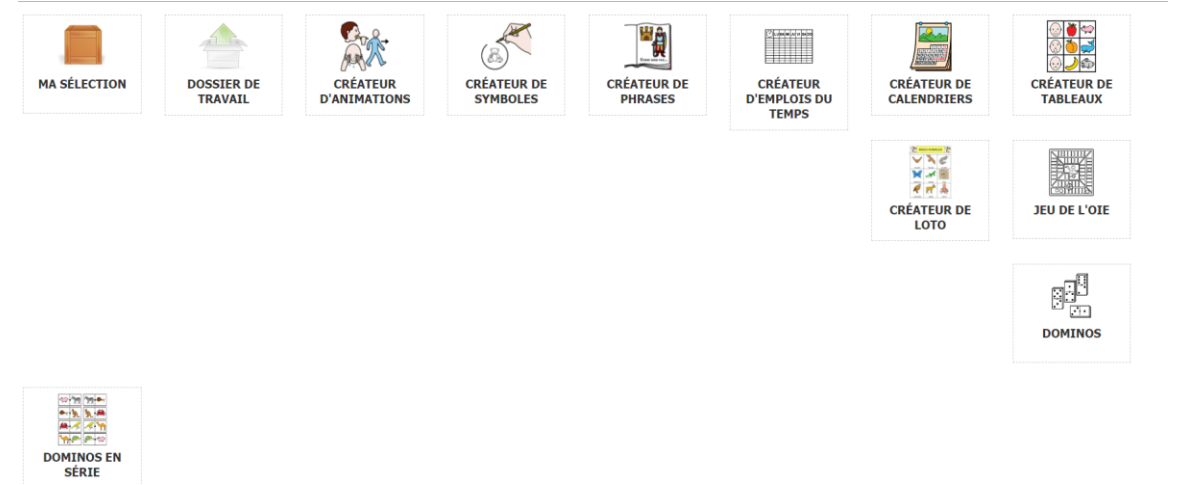 MA SÉLECTION
DOSSIER DE
TRAVAIL
CRÉATEUR
D'ANIMATIONS
CRÉATEUR DE
SYMBOLES
CRÉATEUR DE
PHRASES
CRÉATEUR
D'EMPLOIS DU
TEMPS
CRÉATEUR DE
CALENDRIERS
CRÉATEUR DE
TABLEAUX
CRÉATEUR DE
LOTO
JEU DE L'OIE
DOMINOS
DOMINOS EN
SÉRIE